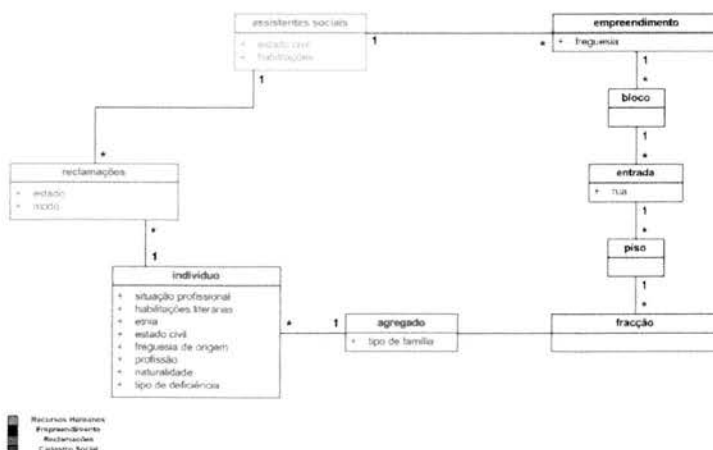 assistentes sociais
+ estado civil
+ habilitações
1
1
*
empreendimento
+ freguesia
1
*
bloco
1
*
entrada
+ rua
1
*
piso
1
*
fracção
reclamações
+ estado
+ modo
*
*
1
indivíduo
+ situação profissional
+ habilitações literárias
+ etnia
+ estado civil
+ freguesia de origem
+ profissão
+ naturalidade
+ tipo de deficiência
*
1
agregado
+ tipo de família
Recursos Humanos
Empreendimento
Reclamações
Cadastro Social